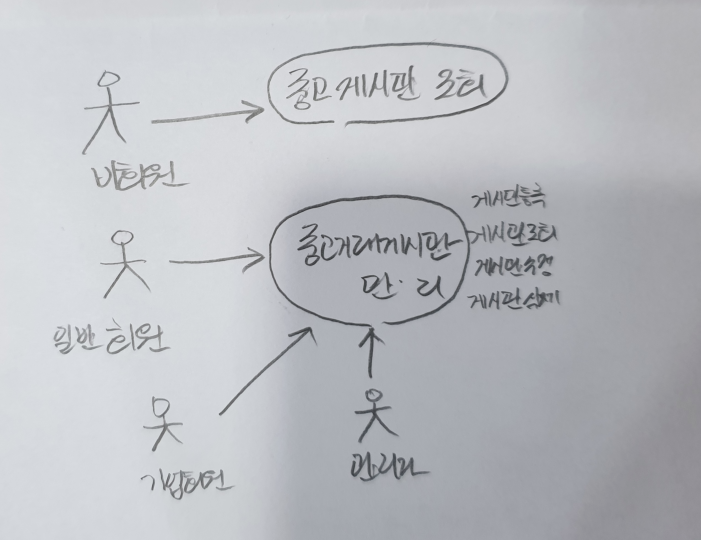 중고게시판 조회
비회원
중고거래게시판
관리
게시판등록
게시판조회
게시판수정
게시판삭제
일반회원
기업회원
관리자